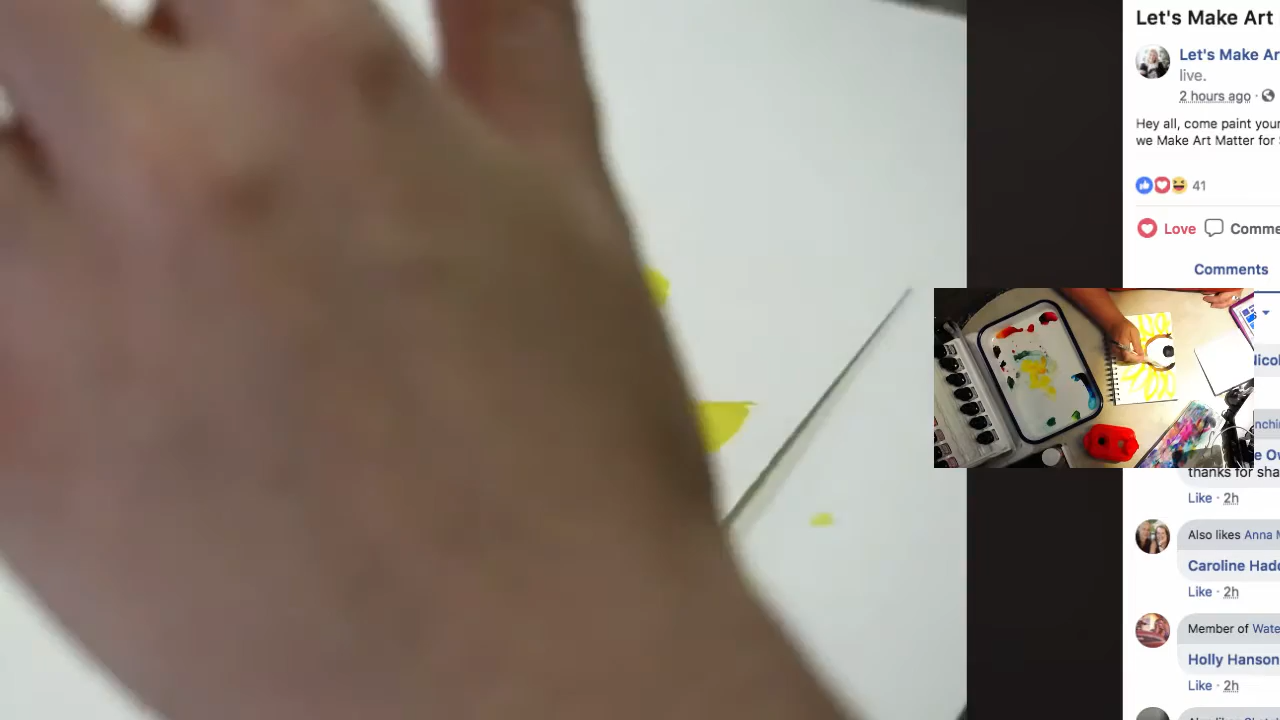 Let's Make Art
Let's Make Ar
live.
2 hours ago
Hey all, come paint your
we Make Art Matter for
41
Love
Comme
Comments
thanks for sha
Like · 2h
Also likes Anna
Caroline Hado
Like · 2h
Member of Wate
Holly Hanson
Like · 2h